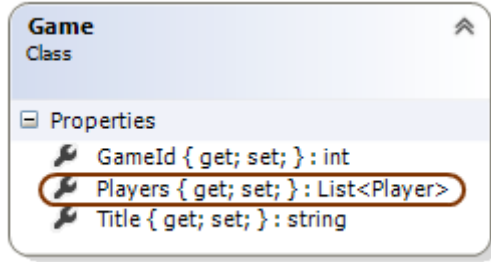 Game
Class
Properties
GameId { get; set; } : int
Players { get; set; } : List<Player>
Title { get; set; } : string